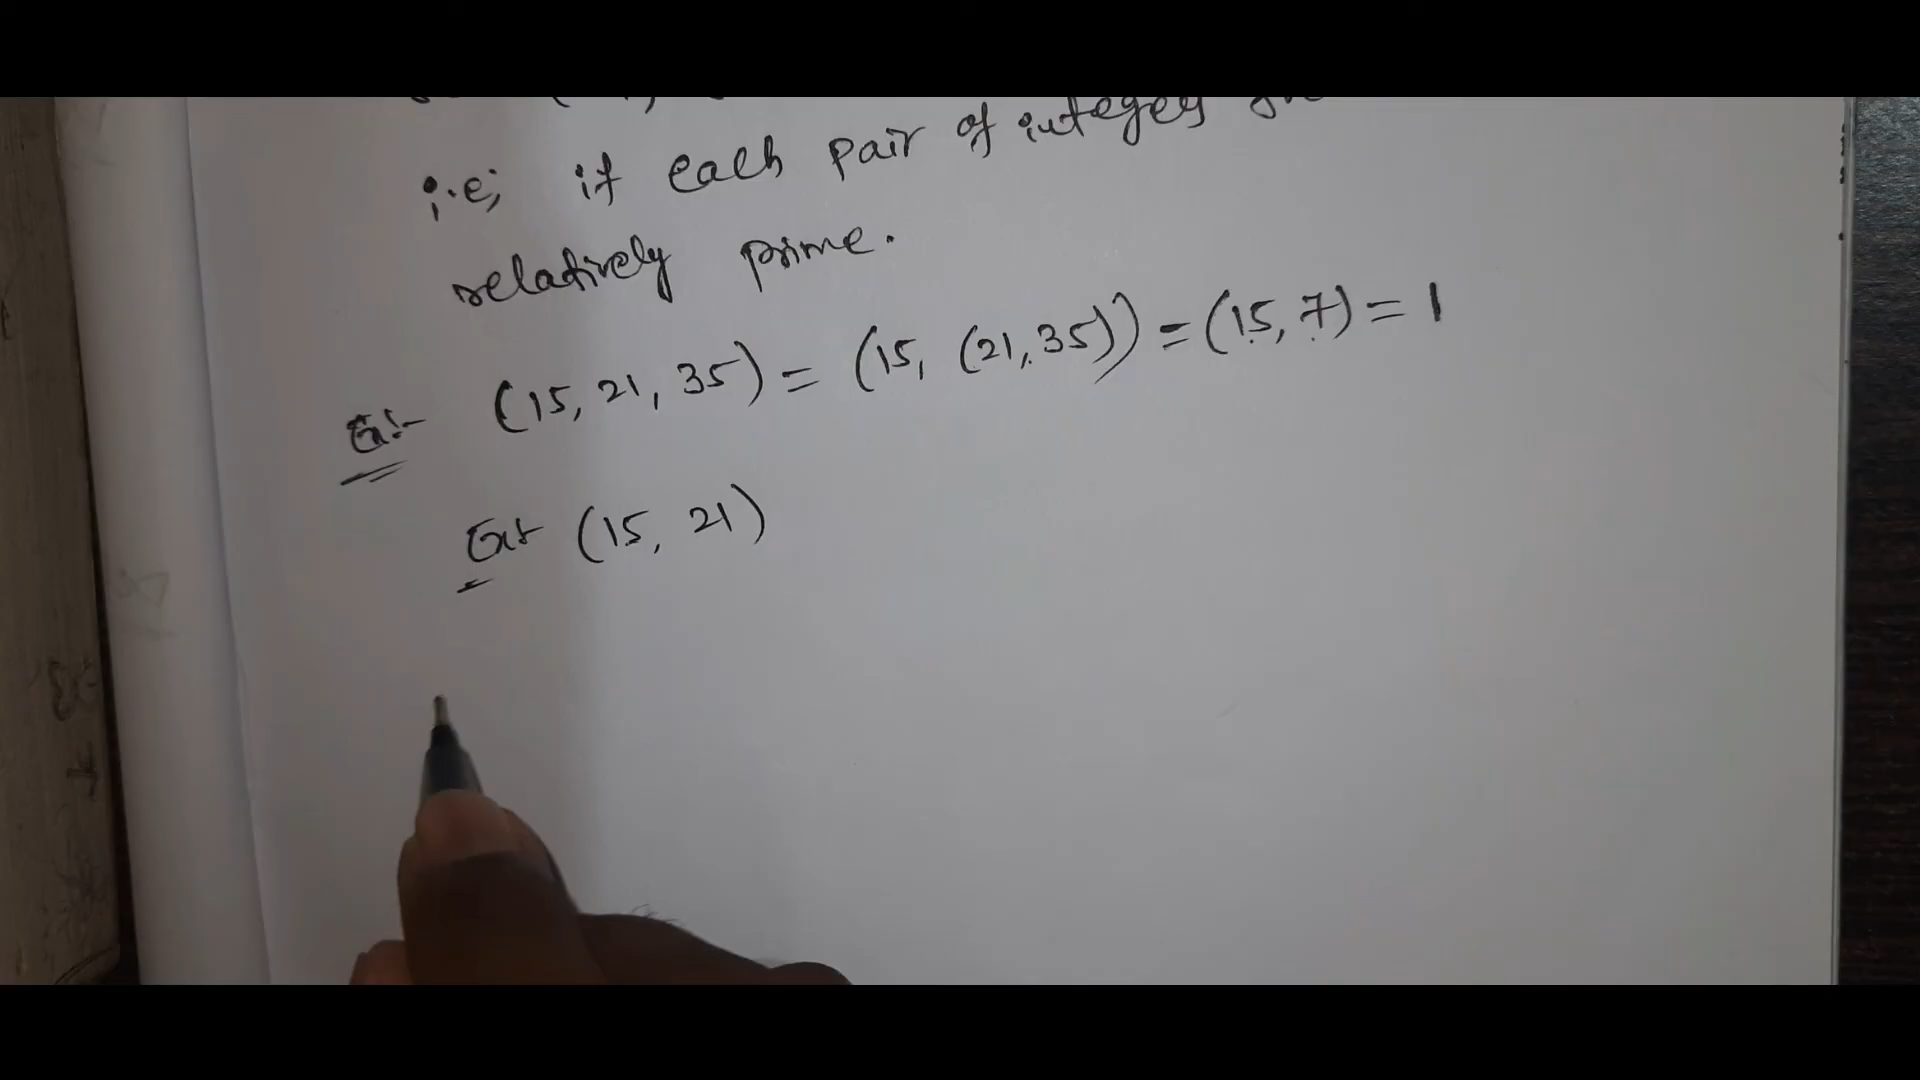 i.e; if each pair of integers
relatively prime.
Ex:- (15, 21, 35) = (15, (21, 35)) = (15, 7) = 1
(15, 21)